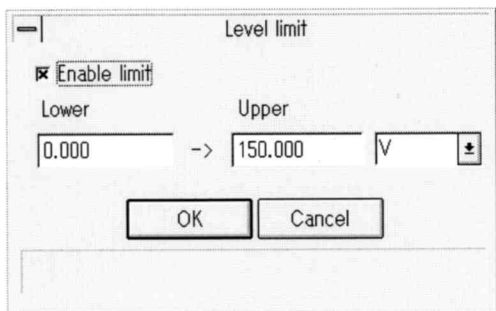 Level limit
Enable limit
Lower Upper
0.000 -> 150.000 V
OK Cancel